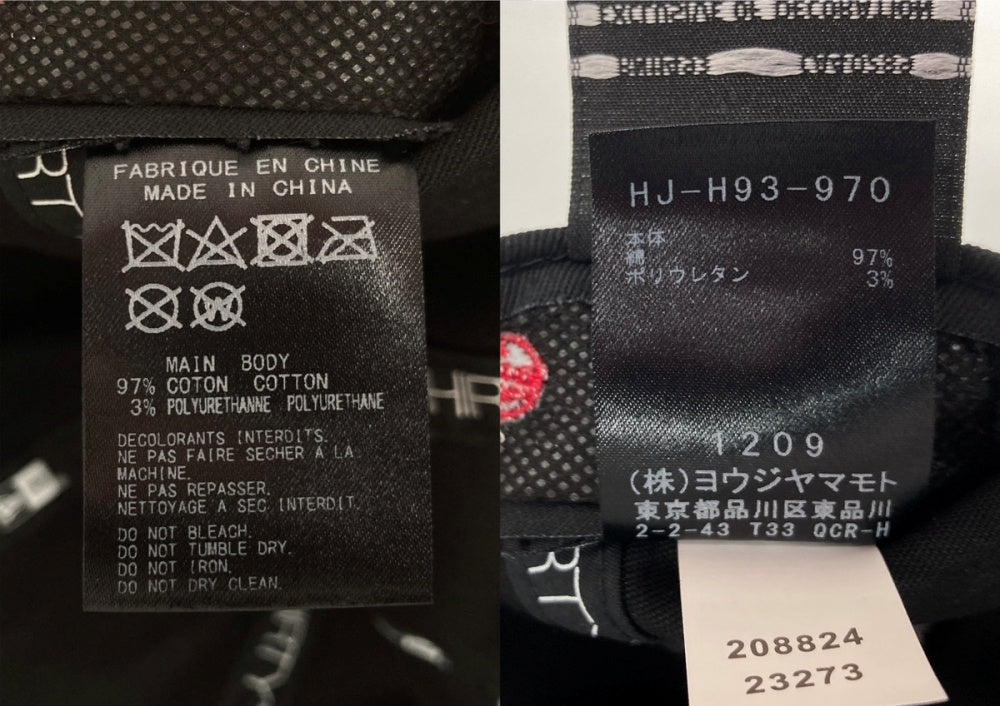 FABRIQUE EN CHINE
MADE IN CHINA
W
MAIN BODY
97% COTON COTTON
3% POLYURETHANNE POLYURETHANE
DECOLORANTS INTERDITS.
NE PAS FAIRE SECHER A LA
MACHINE.
NE PAS REPASSER.
NETTOYAGE A SEC INTERDIT.
DO NOT BLEACH.
DO NOT TUMBLE DRY.
DO NOT IRON.
DO NOT DRY CLEAN.
RT
HJ-H93-970
本体
綿 97%
ポリウレタン 3%
1209
(株)ヨウジヤマモト
東京都品川区東品川
2-2-43 T33 QCR-H
RT
208824
23273